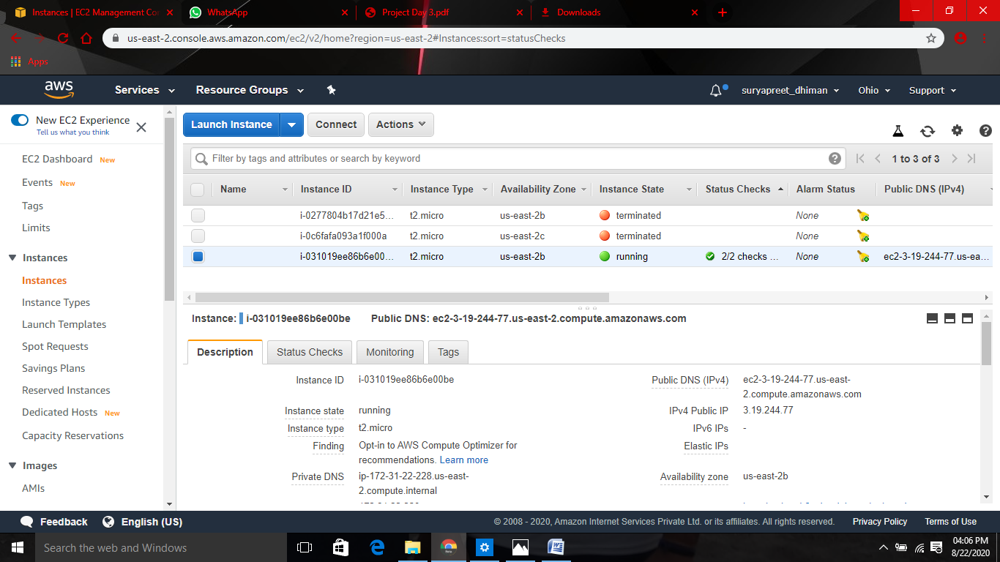 Instances | EC2 Management Con
WhatsApp
Project Day 3.pdf
Downloads
us-east-2.console.aws.amazon.com/ec2/v2/home?region=us-east-2#Instances:sort=statusChecks
Apps
aws Services Resource Groups suryapreet_dhiman Ohio Support
New EC2 Experience
Tell us what you think
EC2 Dashboard New
Events New
Tags
Limits
Instances
Instances
Instance Types
Launch Templates
Spot Requests
Savings Plans
Reserved Instances
Dedicated Hosts New
Capacity Reservations
Images
AMIs
Launch Instance Connect Actions
Filter by tags and attributes or search by keyword
1 to 3 of 3
Name Instance ID Instance Type Availability Zone Instance State Status Checks Alarm Status Public DNS (IPv4)
i-0277804b17d21e5... t2.micro us-east-2b terminated None
i-0c6fafa093a1f000a t2.micro us-east-2c terminated None
i-031019ee86b6e00... t2.micro us-east-2b running 2/2 checks ... None ec2-3-19-244-77.us-ea...
Instance: i-031019ee86b6e00be Public DNS: ec2-3-19-244-77.us-east-2.compute.amazonaws.com
Description Status Checks Monitoring Tags
Instance ID i-031019ee86b6e00be
Instance state running
Instance type t2.micro
Finding Opt-in to AWS Compute Optimizer for
recommendations. Learn more
Private DNS ip-172-31-22-228.us-east-
2.compute.internal
Public DNS (IPv4) ec2-3-19-244-77.us-east-
2.compute.amazonaws.com
IPv4 Public IP 3.19.244.77
IPv6 IPs -
Elastic IPs
Availability zone us-east-2b
Feedback English (US) © 2008 - 2020, Amazon Internet Services Private Ltd. or its affiliates. All rights reserved. Privacy Policy Terms of Use
Search the web and Windows
04:06 PM
8/22/2020